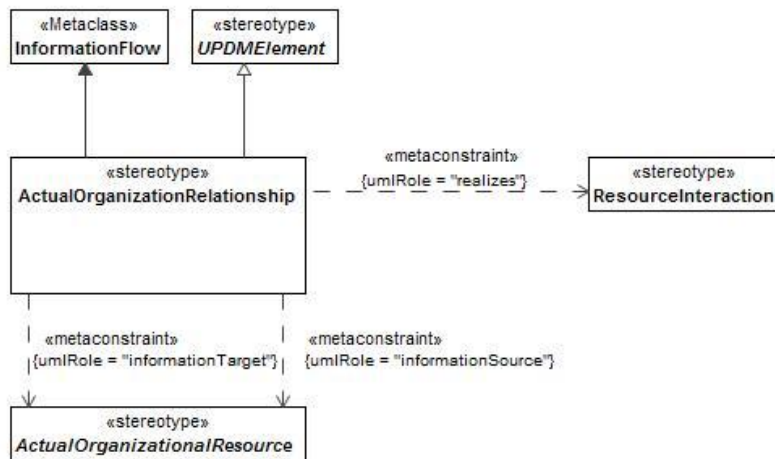 «Metaclass»
InformationFlow
«stereotype»
UPDMElement
«stereotype»
ActualOrganizationRelationship
«metaconstraint»
{umlRole = "realizes"}
«stereotype»
ResourceInteraction
«metaconstraint»
{umlRole = "informationTarget"}
«metaconstraint»
{umlRole = "informationSource"}
«stereotype»
ActualOrganizationalResource